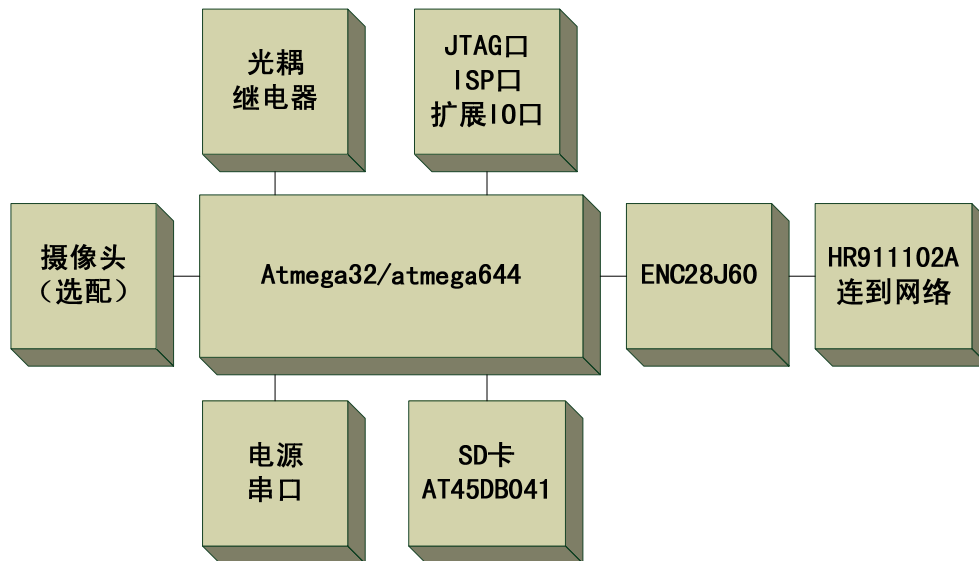 光耦
继电器
JTAG口
ISP口
扩展IO口
摄像头
（选配）
Atmega32/atmega644
ENC28J60
HR911102A
连到网络
电源
串口
SD卡
AT45DB041